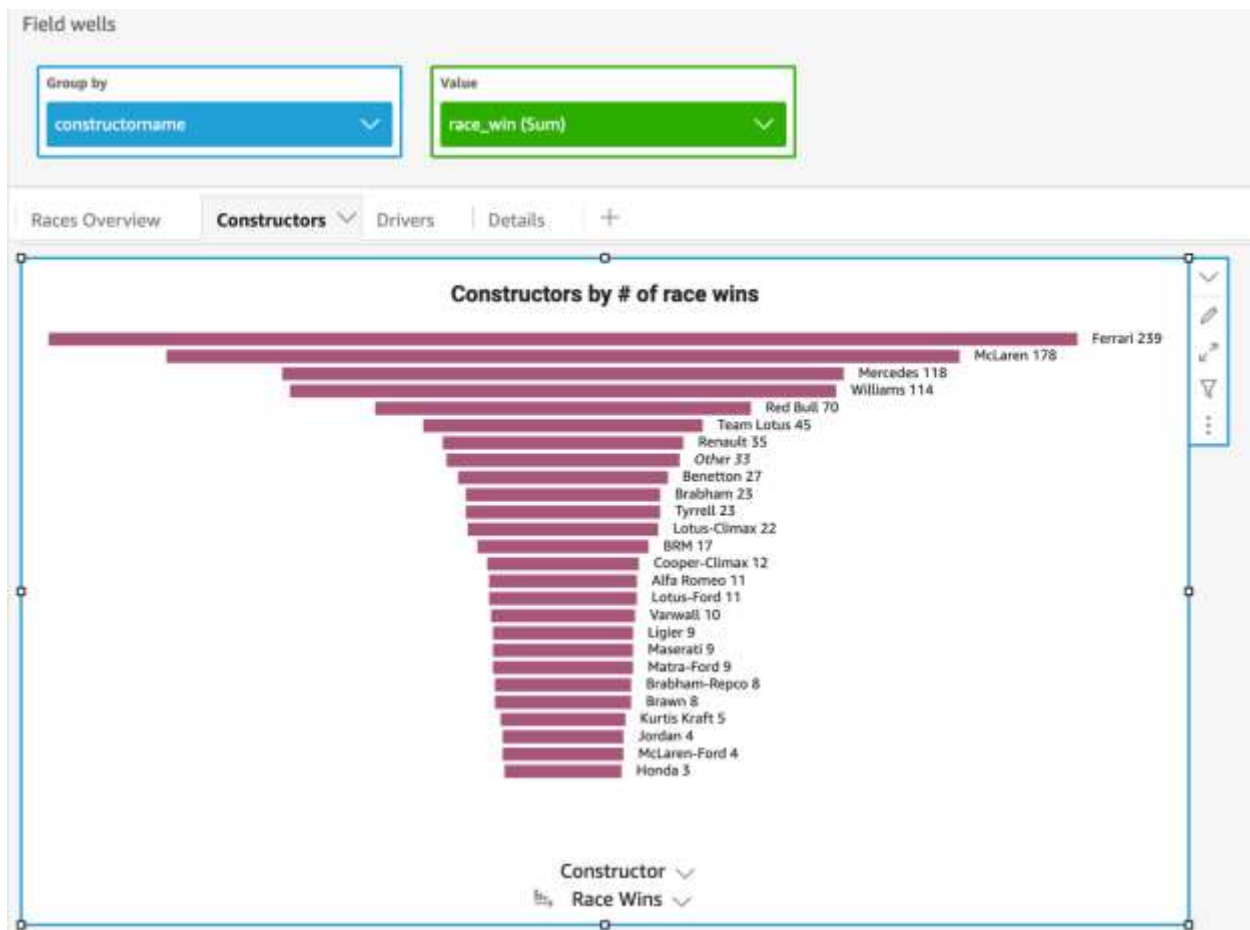 Field wells
Group by
Value
constructorname
race_win (Sum)
Races Overview
Constructors
Drivers
Details
Constructors by # of race wins
Ferrari 239
McLaren 178
Mercedes 118
Williams 114
Red Bull 70
Team Lotus 45
Renault 35
Other 33
Benetton 27
Brabham 23
Tyrrell 23
Lotus-Climax 22
BRM 17
Cooper-Climax 12
Alfa Romeo 11
Lotus-Ford 11
Vanwall 10
Ligier 9
Maserati 9
Matra-Ford 9
Brabham-Repco 8
Brawn 8
Kurtis Kraft 5
Jordan 4
McLaren-Ford 4
Honda 3
Constructor
Race Wins